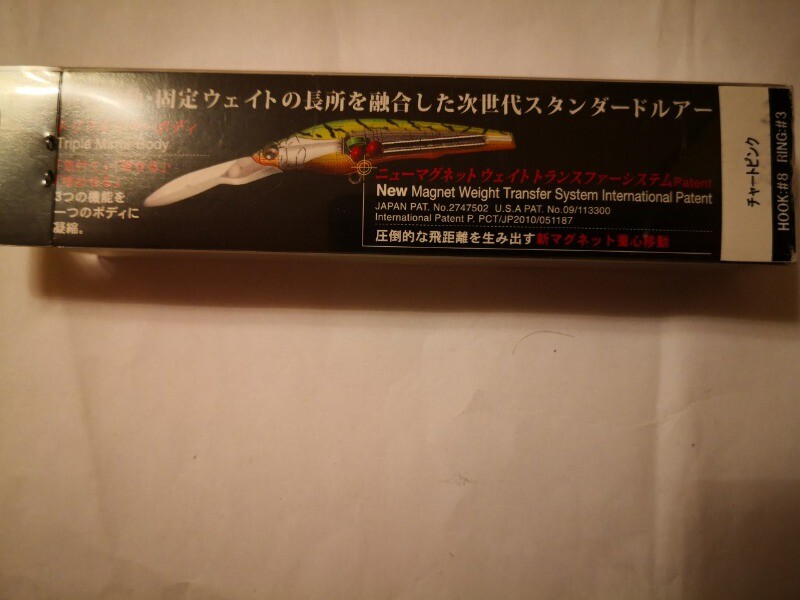 ・固定ウェイトの長所を融合した次世代スタンダードルアー
Triple Mirror Body
3つの機能を
一つのボディに
凝縮。
ニューマグネットウェイトトランスファーシステムPatent
New Magnet Weight Transfer System International Patent
JAPAN PAT. No.2747502 U.S.A PAT. No.09/113300
International Patent P. PCT/JP2010/051187
圧倒的な飛距離を生み出す新マグネット重心移動
チャートピンク
HOOK:#8 RING:#3